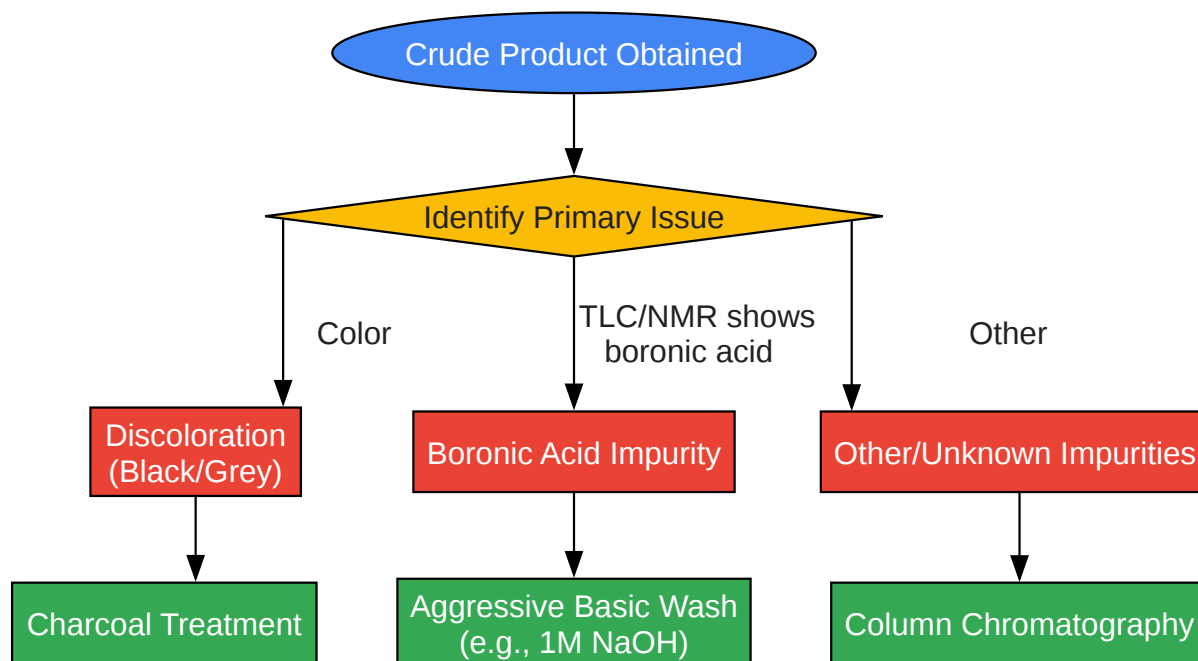 Crude Product Obtained
Identify Primary Issue
Color
TLC/NMR shows
boronic acid
Other
Discoloration
(Black/Grey)
Boronic Acid Impurity
Other/Unknown Impurities
Charcoal Treatment
Aggressive Basic Wash
(e.g., 1M NaOH)
Column Chromatography